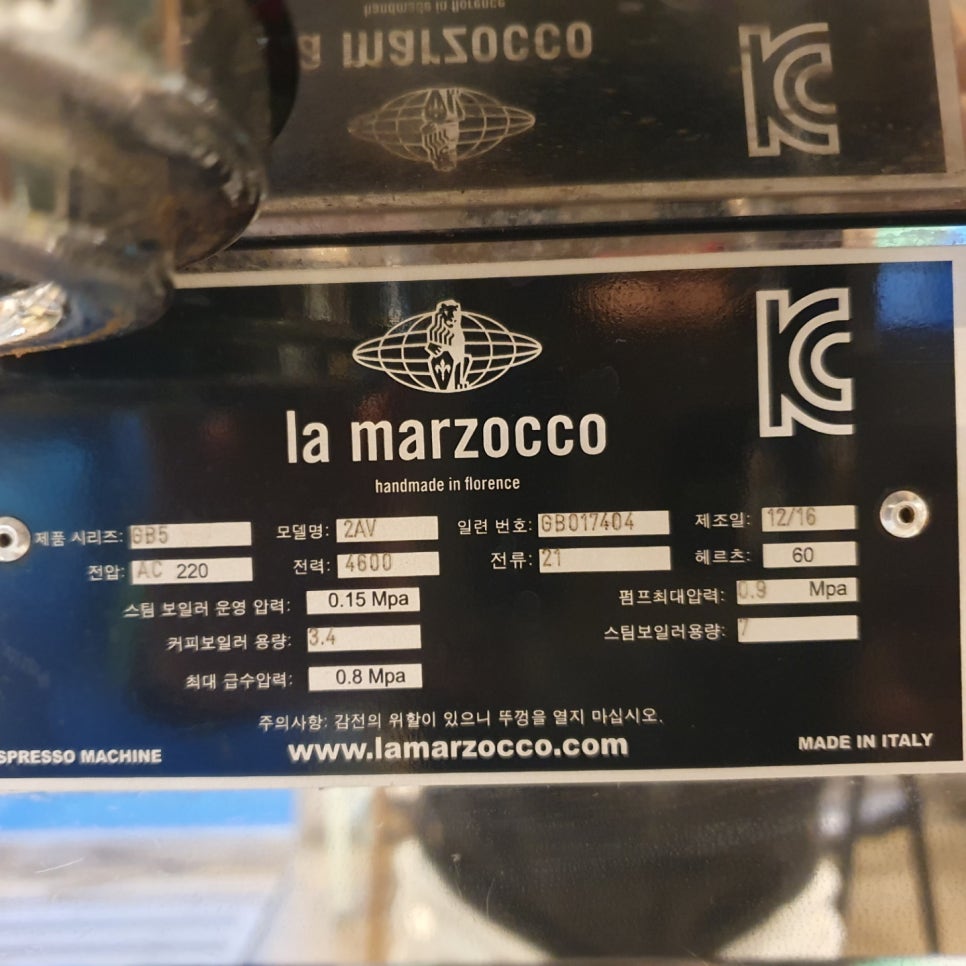 handmade in florence
la marzocco
la marzocco
handmade in florence
제품 시리즈: GB5 모델명: 2AV 일련 번호: GB017404 제조일: 12/16
전압: AC 220 전력: 4600 전류: 21 헤르츠: 60
스팀 보일러 운영 압력: 0.15 Mpa 펌프최대압력: 0.9 Mpa
커피보일러 용량: 3.4 스팀보일러용량: 7
최대 급수압력: 0.8 Mpa
주의사항: 감전의 위할이 있으니 뚜껑을 열지 마십시오.
SPRESSO MACHINE www.lamarzocco.com MADE IN ITALY